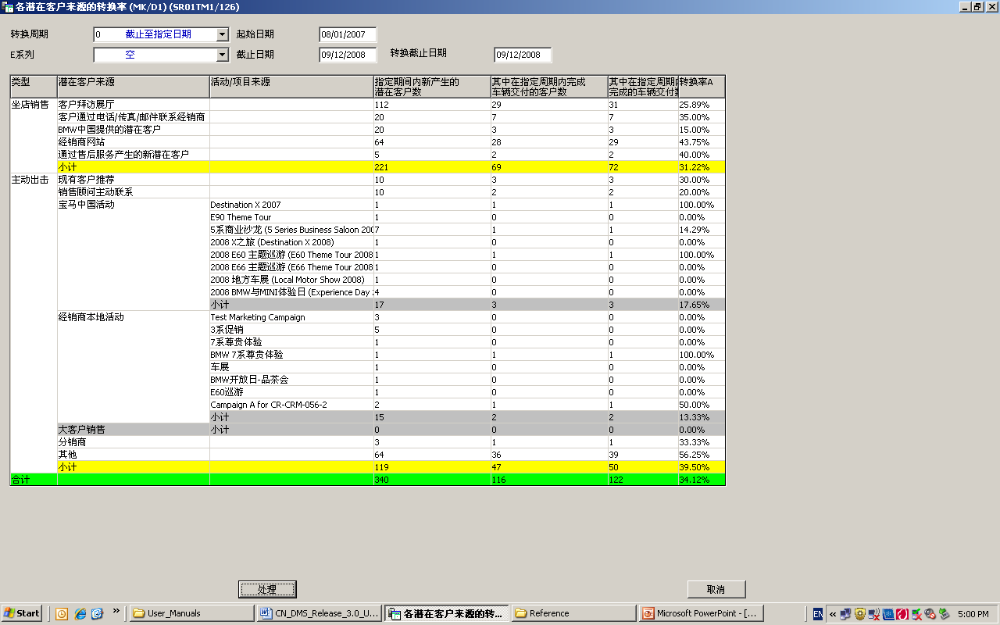 各潜在客户来源的转换率 (MK/D1) (SR01TM1/126)
转换周期 0 截止至指定日期 起始日期 08/01/2007
E系列 空 截止日期 09/12/2008 转换截止日期 09/12/2008
类型 潜在客户来源 活动/项目来源 指定期间内新产生的 其中在指定周期内完成 其中在指定周期 转换率A
潜在客户数 车辆交付的客户数 完成的车辆交付
坐店销售 客户拜访展厅 112 29 31 25.89%
客户通过电话/传真/邮件联系经销商 20 7 7 35.00%
BMW中国提供的潜在客户 20 3 3 15.00%
经销商网站 64 28 29 43.75%
通过售后服务产生的新潜在客户 5 2 2 40.00%
小计 221 69 72 31.22%
主动出击 现有客户推荐 10 3 3 30.00%
销售顾问主动联系 10 2 2 20.00%
宝马中国活动 Destination X 2007 1 1 1 100.00%
E90 Theme Tour 1 0 0 0.00%
5系商业沙龙 (5 Series Business Saloon 200 7 1 1 14.29%
2008 X之旅 (Destination X 2008) 1 0 0 0.00%
2008 E60 主题巡游 (E60 Theme Tour 2008 1 1 1 100.00%
2008 E66 主题巡游 (E66 Theme Tour 2008 1 0 0 0.00%
2008 地方车展 (Local Motor Show 2008) 1 0 0 0.00%
2008 BMW与MINI体验日 (Experience Day 4 0 0 0.00%
小计 17 3 3 17.65%
经销商本地活动 Test Marketing Campaign 3 0 0 0.00%
3系促销 5 0 0 0.00%
7系尊贵体验 1 0 0 0.00%
BMW 7系尊贵体验 1 1 1 100.00%
车展 1 0 0 0.00%
BMW开放日-品茶会 1 0 0 0.00%
E60巡游 1 0 0 0.00%
Campaign A for CR-CRM-056-2 2 1 1 50.00%
小计 15 2 2 13.33%
大客户销售 小计 0 0 0 0.00%
分销商 3 1 1 33.33%
其他 64 36 39 56.25%
小计 119 47 50 39.50%
合计 340 116 122 34.12%
处理 取消
Start » User_Manuals CN_DMS_Release_3.0_U... 各潜在客户来源的转... Reference Microsoft PowerPoint - [... EN « 5:00 PM